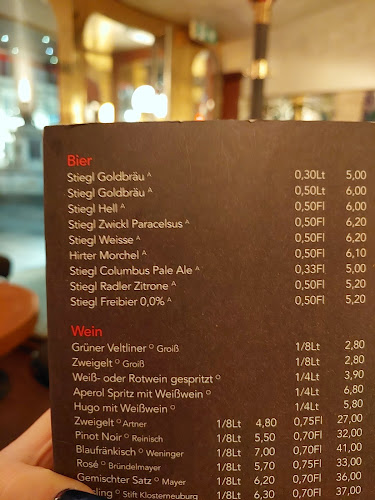 Bier
Stiegl Goldbräu ᴬ 0,30Lt 5,00
Stiegl Goldbräu ᴬ 0,50Lt 6,00
Stiegl Hell ᴬ 0,50Fl 6,00
Stiegl Zwickl Paracelsus ᴬ 0,50Fl 6,20
Stiegl Weisse ᴬ 0,50Fl 6,20
Hirter Morchel ᴬ 0,50Fl 6,10
Stiegl Columbus Pale Ale ᴬ 0,33Fl 5,00
Stiegl Radler Zitrone ᴬ 0,50Fl 5,20
Stiegl Freibier 0,0% ᴬ 0,50Fl 5,20
Wein
Grüner Veltliner ᴼ Groiß 1/8Lt 2,80
Zweigelt ᴼ Groiß 1/8Lt 2,80
Weiß- oder Rotwein gespritzt ᴼ 1/4Lt 3,90
Aperol Spritz mit Weißwein ᴼ 1/4Lt 6,80
Hugo mit Weißwein ᴼ 1/4Lt 5,80
Zweigelt ᴼ Artner 1/8Lt 4,80 0,75Fl 27,00
Pinot Noir ᴼ Reinisch 1/8Lt 5,50 0,70Fl 32,00
Blaufränkisch ᴼ Weninger 1/8Lt 7,00 0,70Fl 41,00
Rosé ᴼ Bründelmayer 1/8Lt 5,70 0,75Fl 33,00
Gemischter Satz ᴼ Mayer 1/8Lt 6,20 0,70Fl 36,00
ling ᴼ Stift Klosterneuburg 1/8Lt 6,30 0,70Fl 37,00